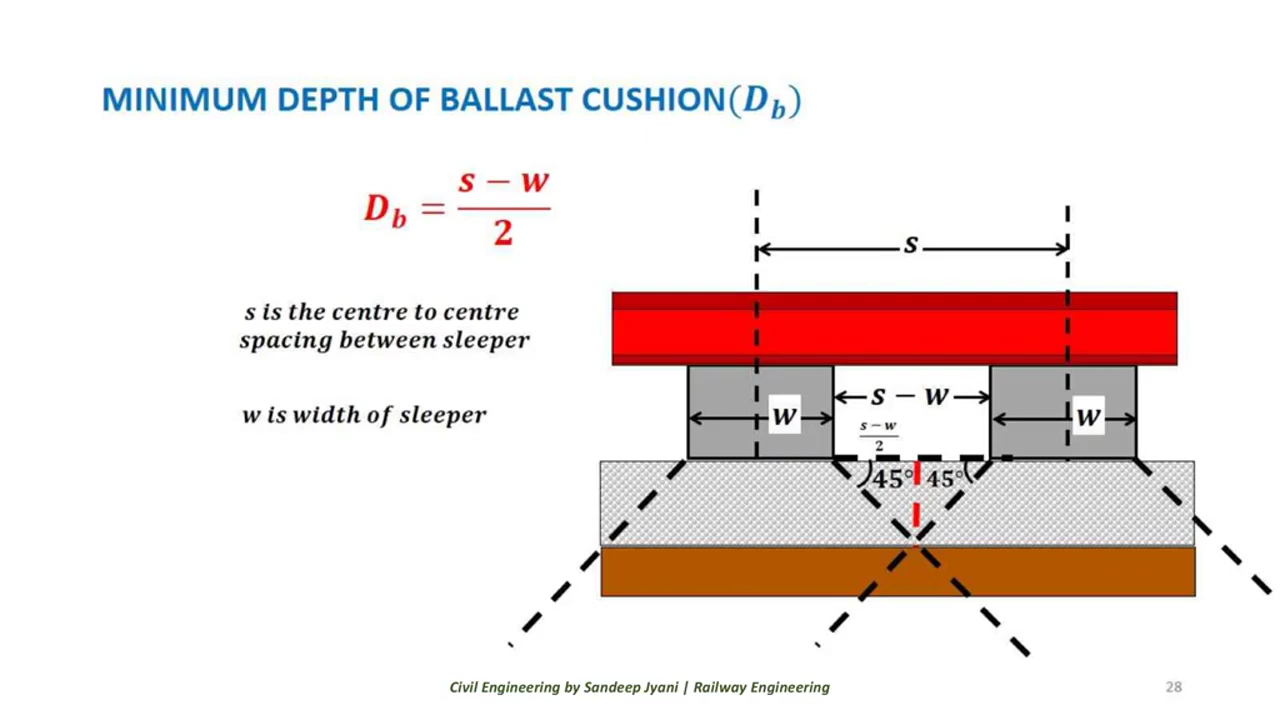 MINIMUM DEPTH OF BALLAST CUSHION(D_b)
D_b = (s − w)/2
s is the centre to centre
spacing between sleeper
w is width of sleeper
s
s − w
w
w
(s−w)/2
45° 45°
Civil Engineering by Sandeep Jyani | Railway Engineering
28